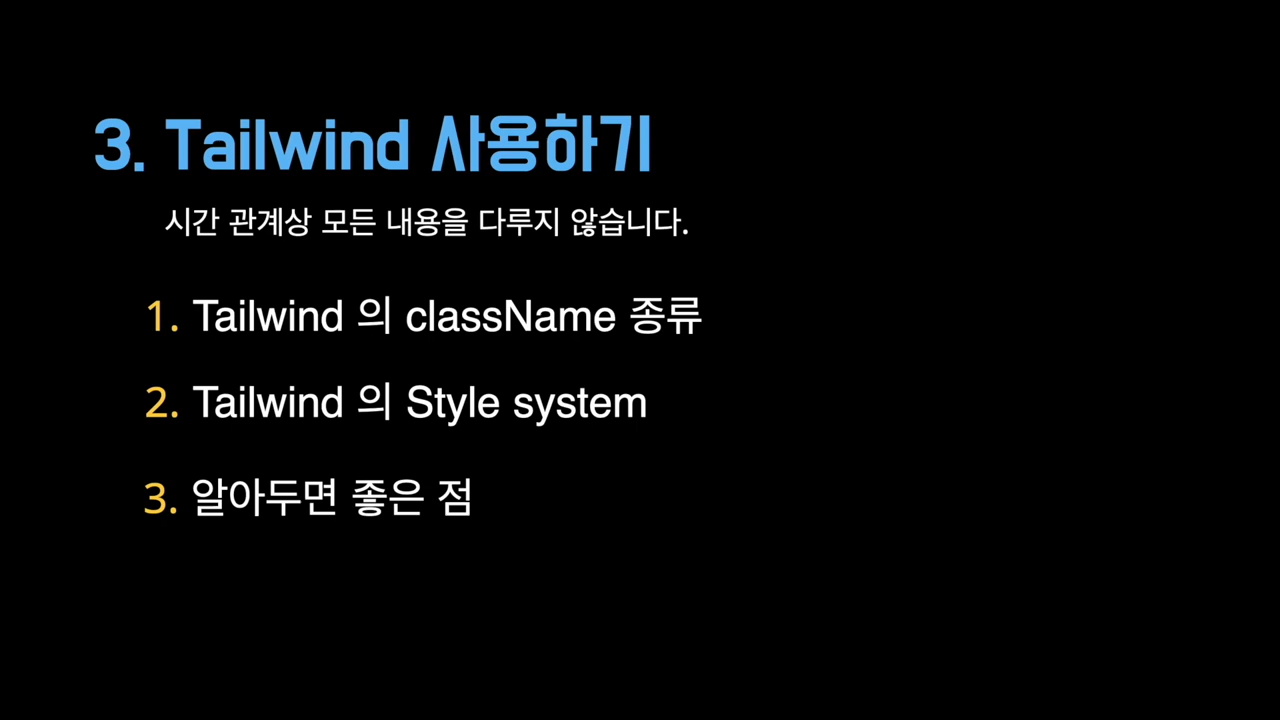 3. Tailwind 사용하기
시간 관계상 모든 내용을 다루지 않습니다.
1. Tailwind 의 className 종류
2. Tailwind 의 Style system
3. 알아두면 좋은 점